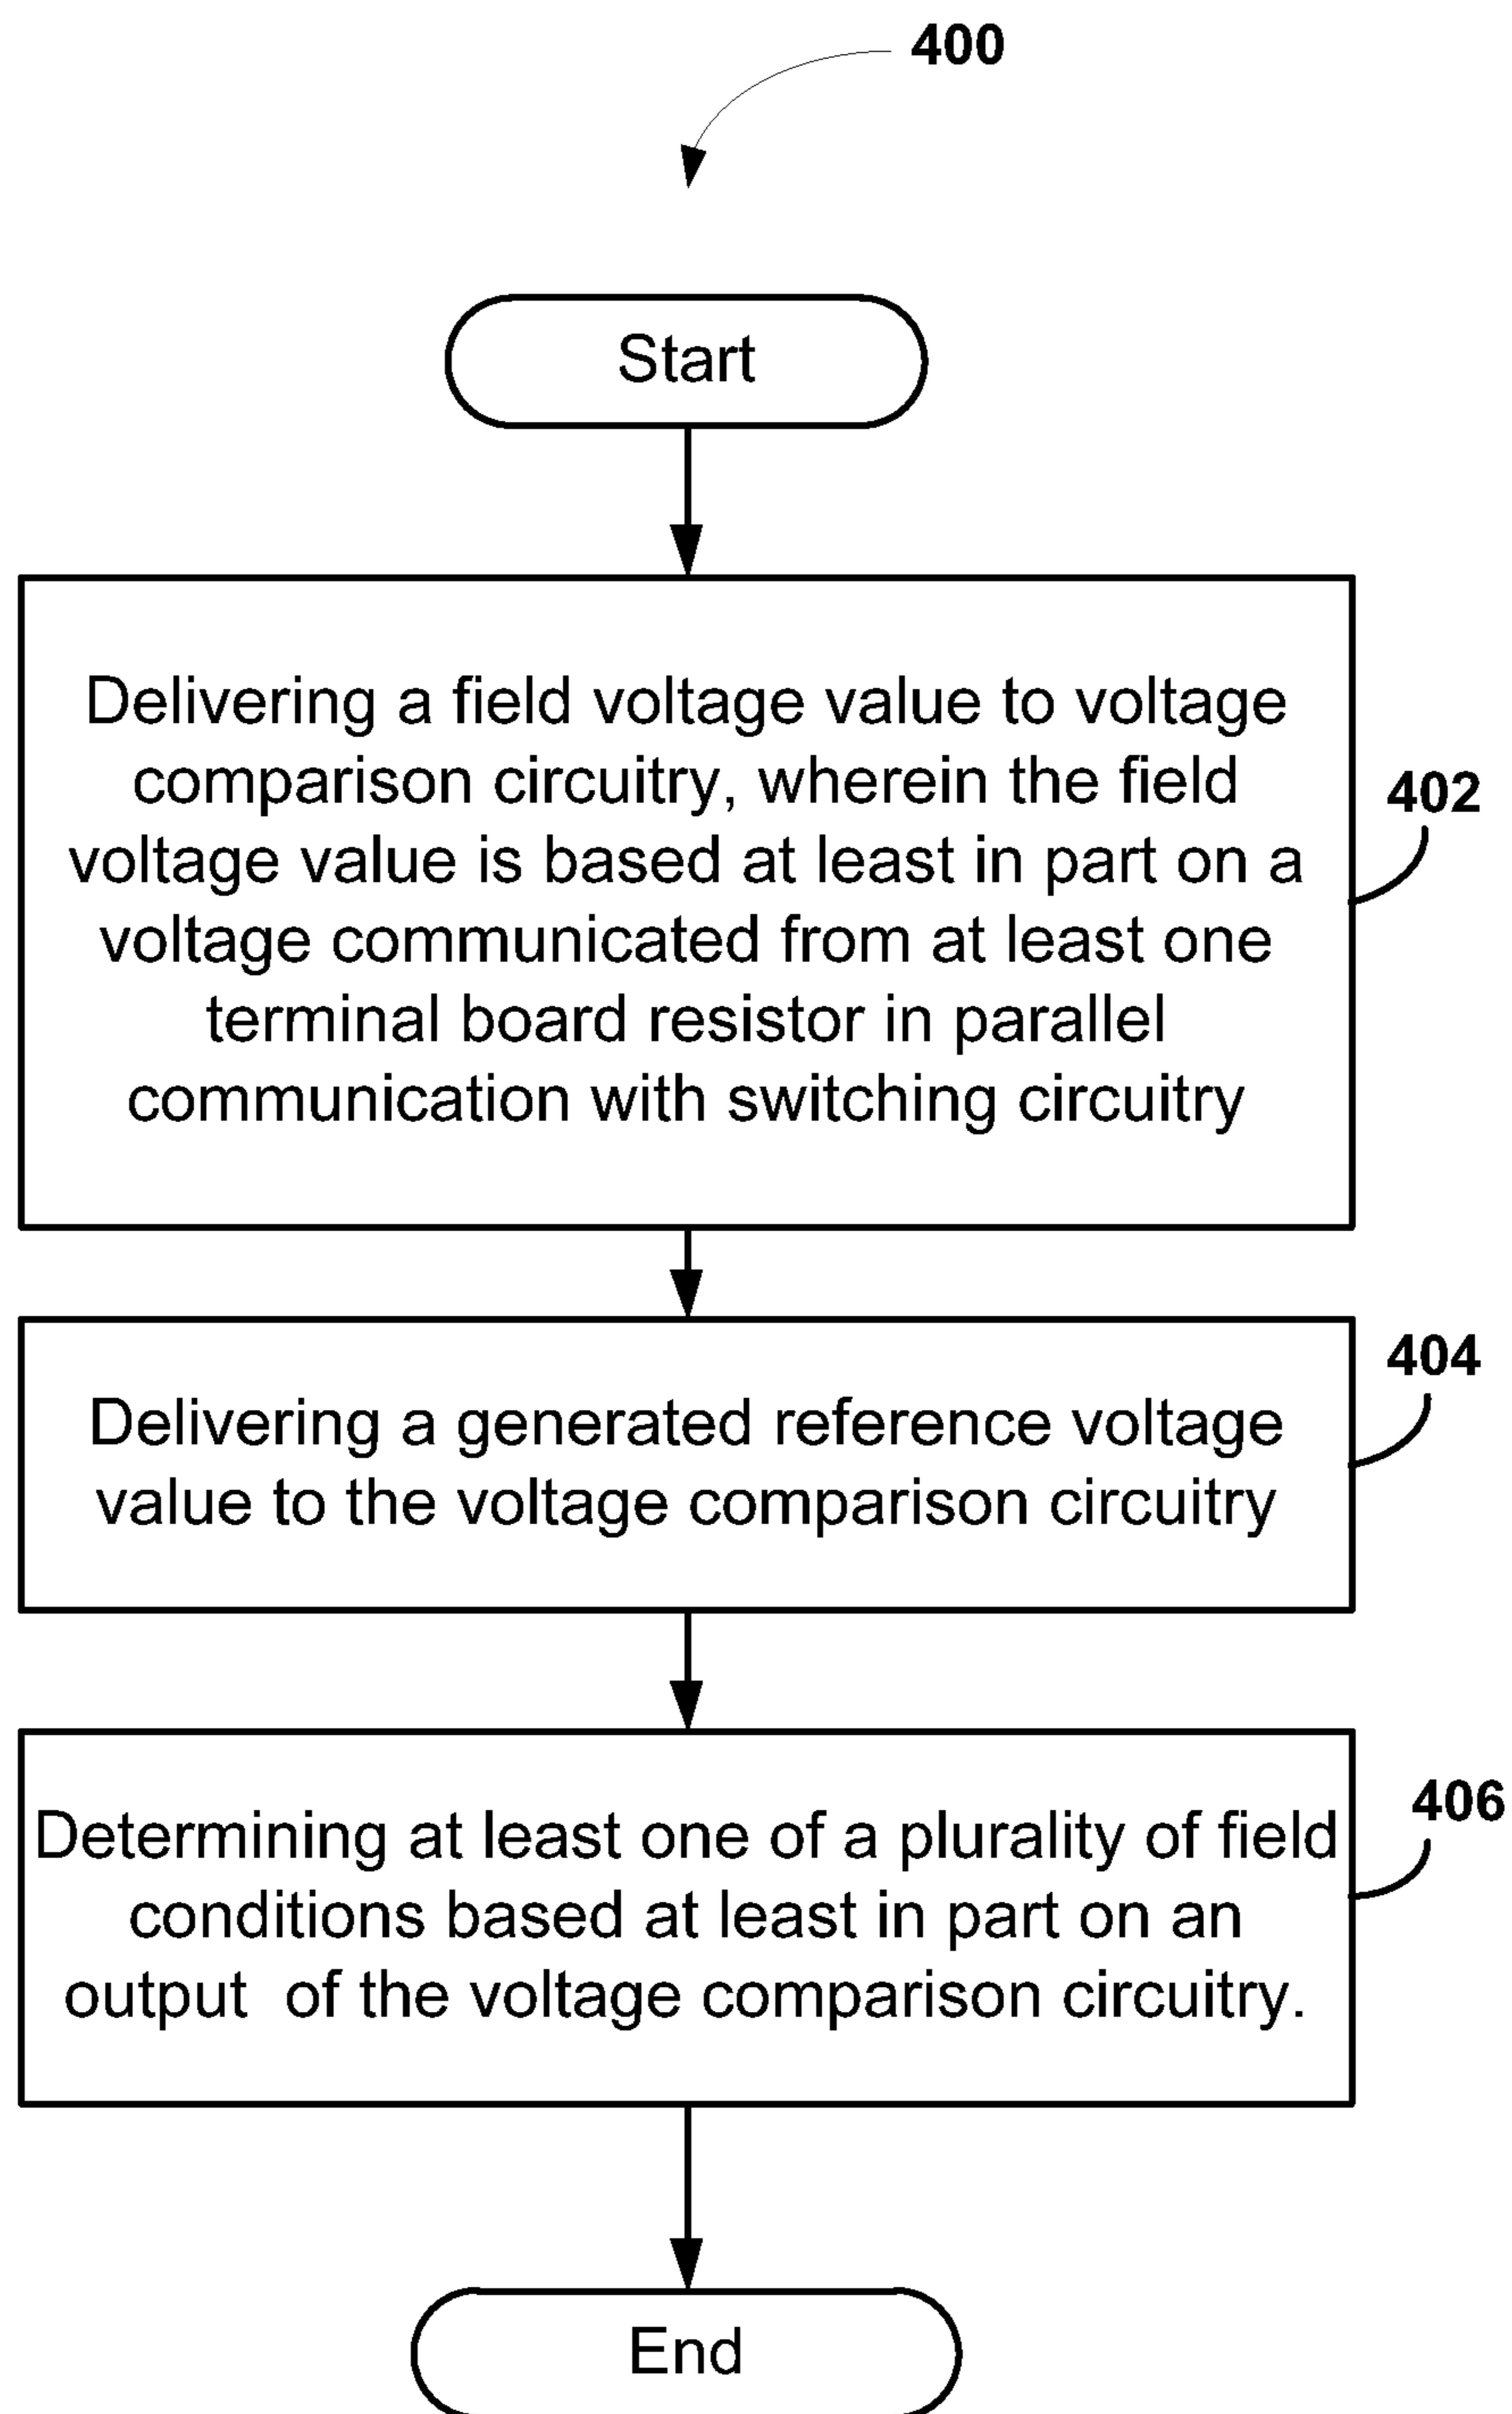 400
Start
Delivering a field voltage value to voltage
comparison circuitry, wherein the field
voltage value is based at least in part on a
voltage communicated from at least one
terminal board resistor in parallel
communication with switching circuitry
402
Delivering a generated reference voltage
value to the voltage comparison circuitry
404
Determining at least one of a plurality of field
conditions based at least in part on an
output of the voltage comparison circuitry.
406
End